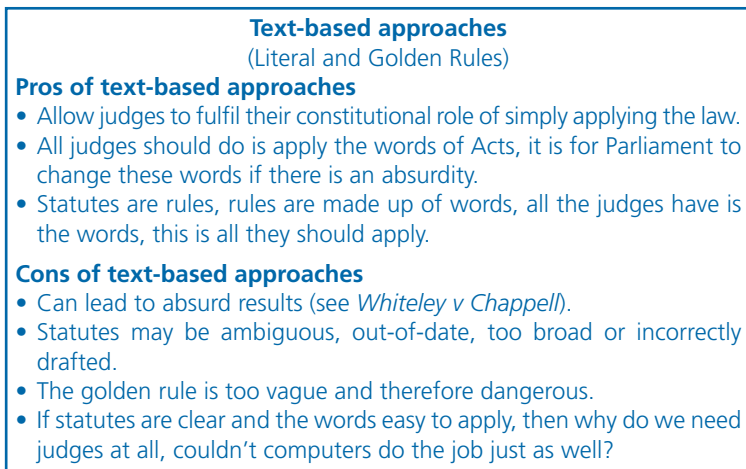 Text-based approaches
(Literal and Golden Rules)
Pros of text-based approaches
• Allow judges to fulfil their constitutional role of simply applying the law.
• All judges should do is apply the words of Acts, it is for Parliament to
change these words if there is an absurdity.
• Statutes are rules, rules are made up of words, all the judges have is
the words, this is all they should apply.
Cons of text-based approaches
• Can lead to absurd results (see Whiteley v Chappell).
• Statutes may be ambiguous, out-of-date, too broad or incorrectly
drafted.
• The golden rule is too vague and therefore dangerous.
• If statutes are clear and the words easy to apply, then why do we need
judges at all, couldn't computers do the job just as well?